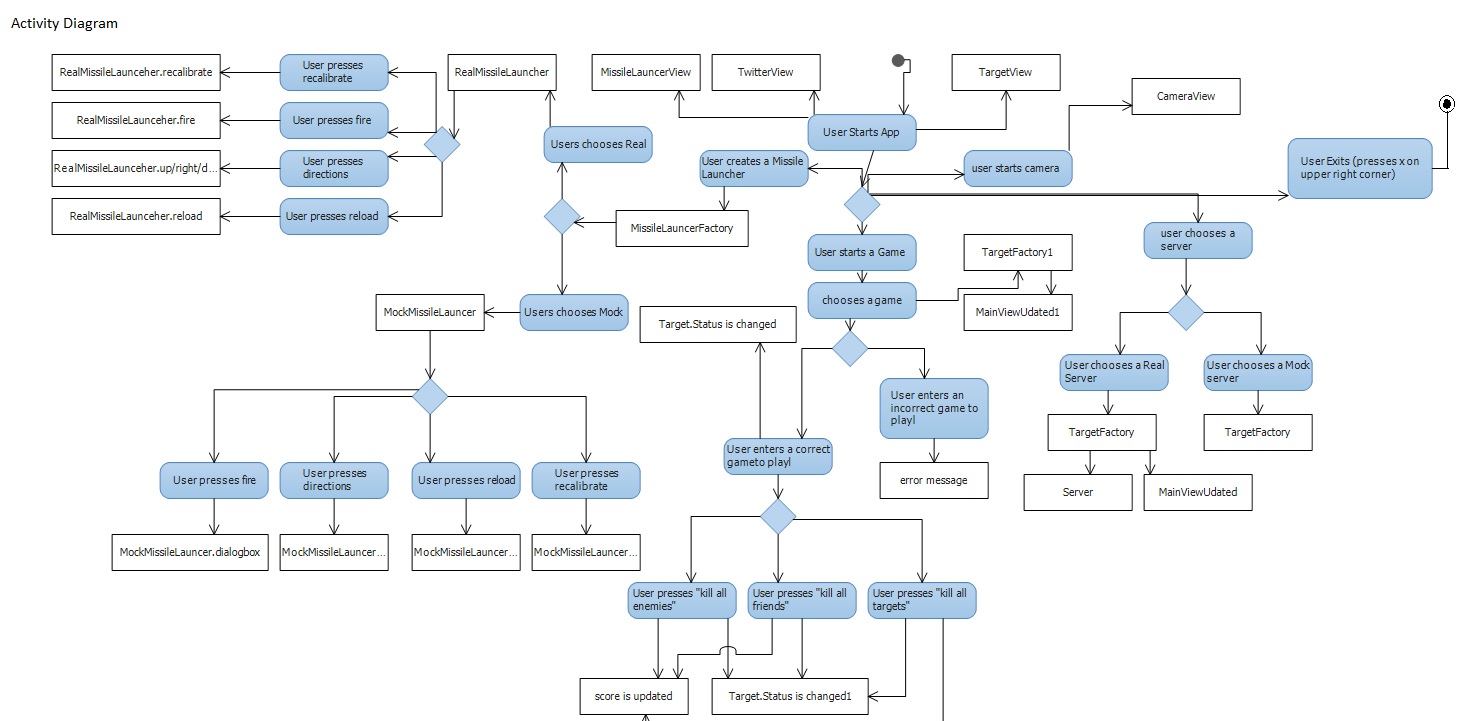 Activity Diagram
RealMissileLaunceher.recalibrate
User presses
recalibrate
RealMissileLauncher
MissileLauncerView
TwitterView
TargetView
CameraView
RealMissileLaunceher.fire
User presses fire
Users chooses Real
User Starts App
RealMissileLaunceher.up/right/d...
User presses
directions
User creates a Missile
Launcher
user starts camera
User Exits (presses x on
upper right corner)
RealMissileLaunceher.reload
User presses reload
MissileLauncerFactory
User starts a Game
TargetFactory1
user chooses a
server
MockMissileLauncer
Users chooses Mock
Target.Status is changed
chooses a game
MainViewUdated1
User chooses a Real
Server
User chooses a Mock
server
User enters an
incorrect game to
playl
TargetFactory
TargetFactory
User enters a correct
gameto playl
User presses fire
User presses
directions
User presses reload
User presses
recalibrate
error message
Server
MainViewUdated
MockMissileLauncer.dialogbox
MockMissileLauncer...
MockMissileLauncer...
MockMissileLauncer...
User presses "kill all
enemies"
User presses "kill all
friends"
User presses "kill all
targets"
score is updated
Target.Status is changed1